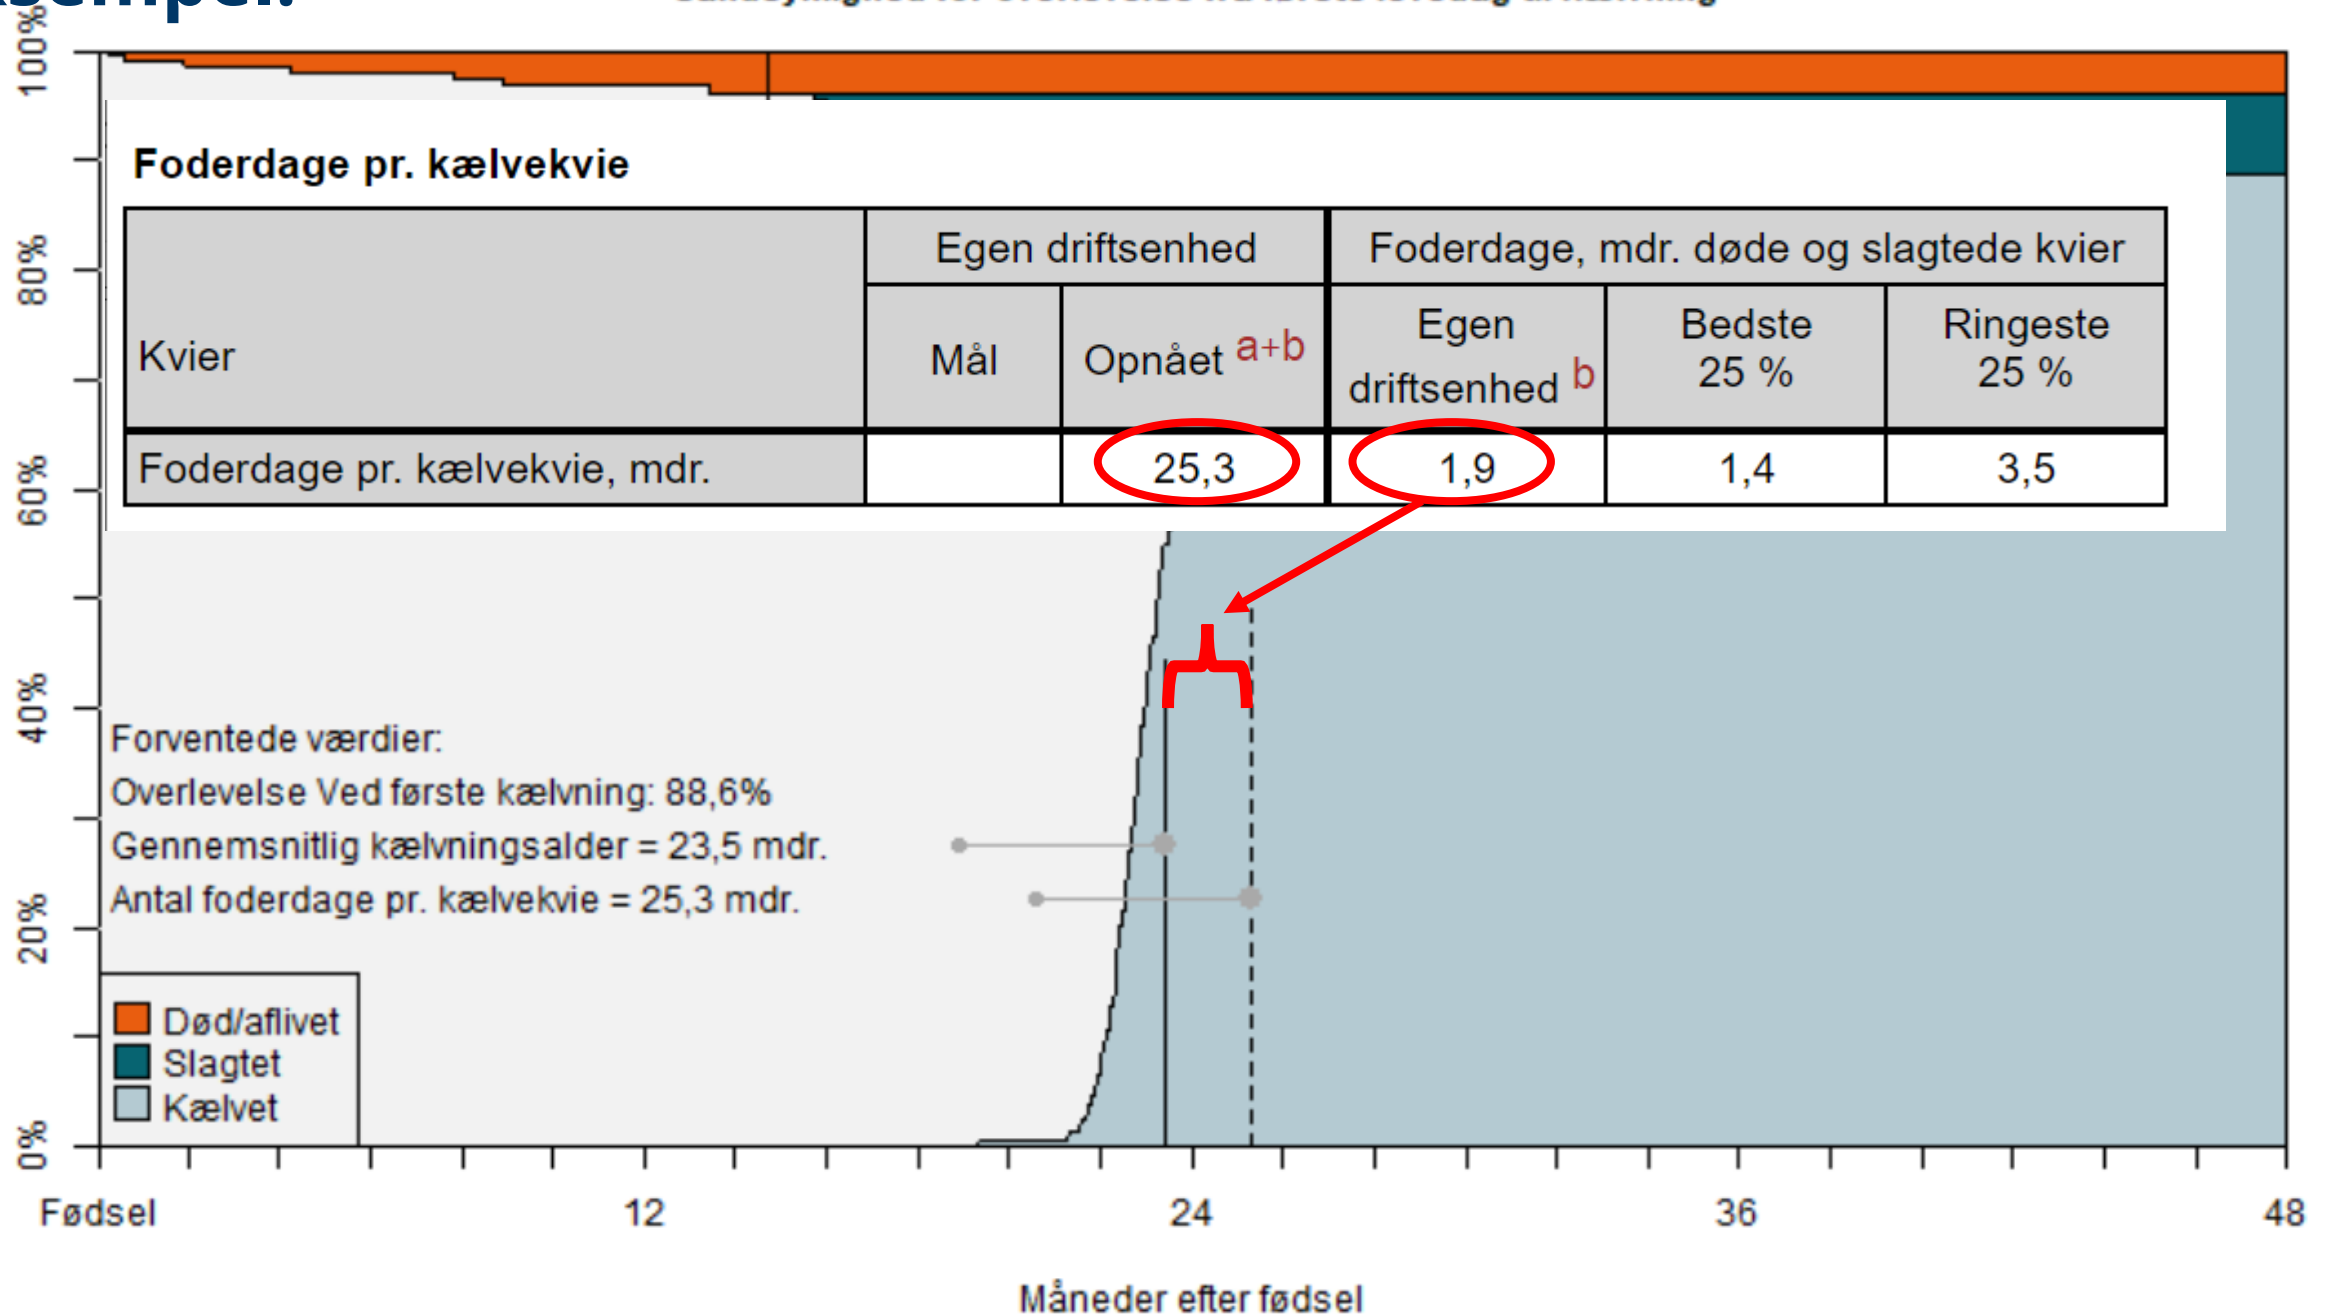 100%
Foderdage pr. kælvekvie
Egen driftsenhed
Foderdage, mdr. døde og slagtede kvier
Kvier
Mål
Opnået a+b
Egen
driftsenhed b
Bedste
25 %
Ringeste
25 %
Foderdage pr. kælvekvie, mdr.
25,3
1,9
1,4
3,5
80%
60%
40%
20%
0%
Forventede værdier:
Overlevelse Ved første kælvning: 88,6%
Gennemsnitlig kælvningsalder = 23,5 mdr.
Antal foderdage pr. kælvekvie = 25,3 mdr.
Død/aflivet
Slagtet
Kælvet
Fødsel
12
24
36
48
Måneder efter fødsel